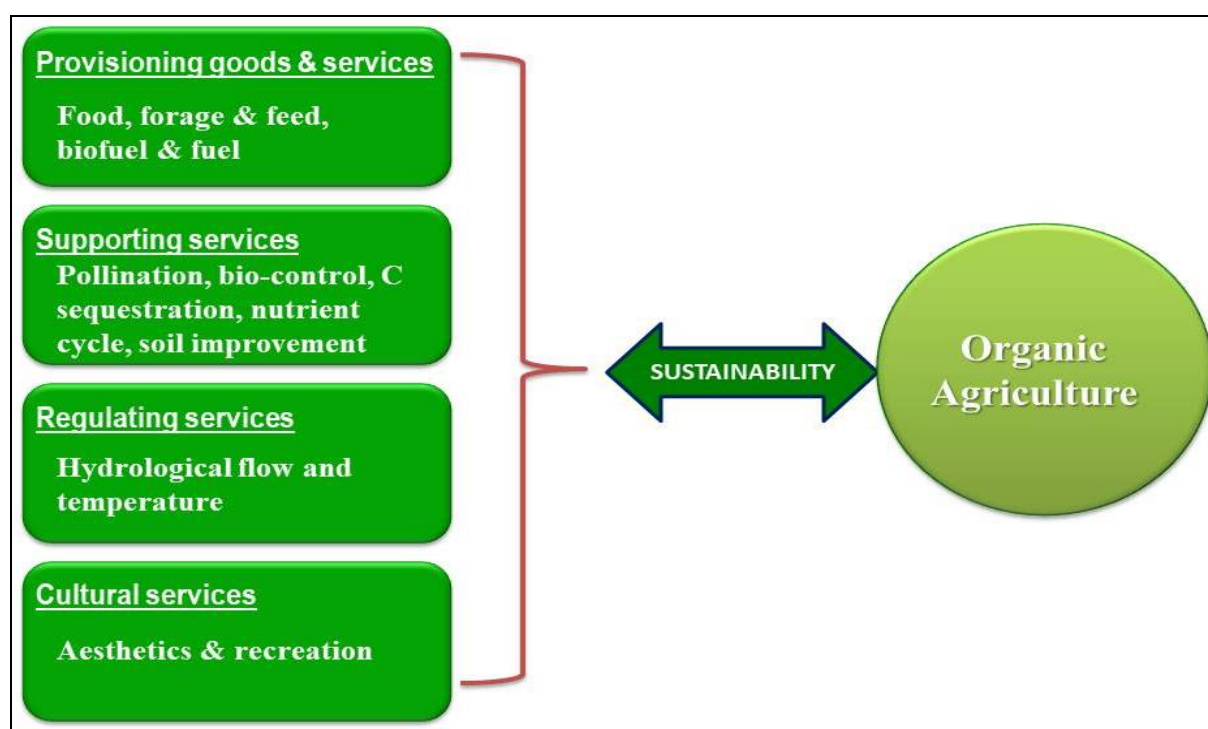 Provisioning goods & services
Food, forage & feed,
biofuel & fuel
Supporting services
Pollination, bio-control, C
sequestration, nutrient
cycle, soil improvement
Regulating services
Hydrological flow and
temperature
Cultural services
Aesthetics & recreation
SUSTAINABILITY
Organic
Agriculture